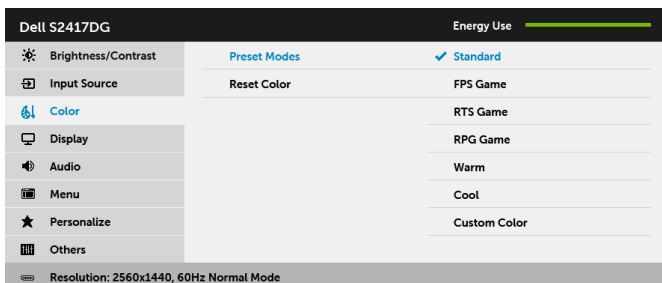 Dell S2417DG Energy Use
Brightness/Contrast Preset Modes Standard
Input Source Reset Color FPS Game
Color RTS Game
Display RPG Game
Audio Warm
Menu Cool
Personalize Custom Color
Others
Resolution: 2560x1440, 60Hz Normal Mode